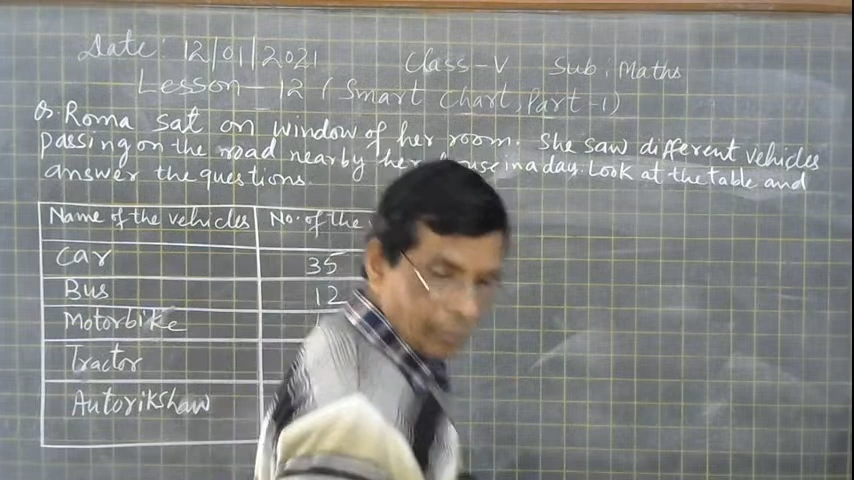 Date: 12/01/2021 Class-V Sub: Maths
Lesson-12 (Smart Chart, Part-1)
Q. Roma sat on window of her room. She saw different vehicles
passing on the road nearby her in a day. Look at the table and
answer the questions.
Name of the vehicles No. of the
Car 35
Bus 12
Motorbike
Tractor
Autorikshaw